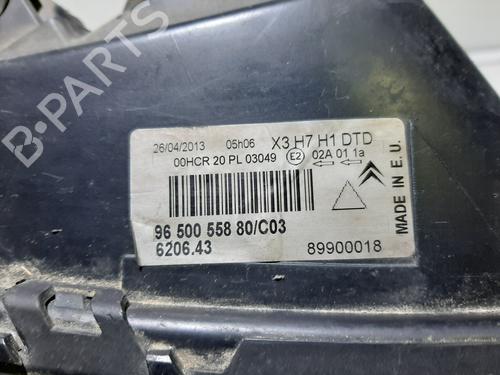 B-PARTS
26/04/2013 05h06 X3 H7 H1 DTD
00HCR 20 PL 03049 E2 02A 01 1a
96 500 558 80/C03
6206.43
89900018
MADE IN E.U.